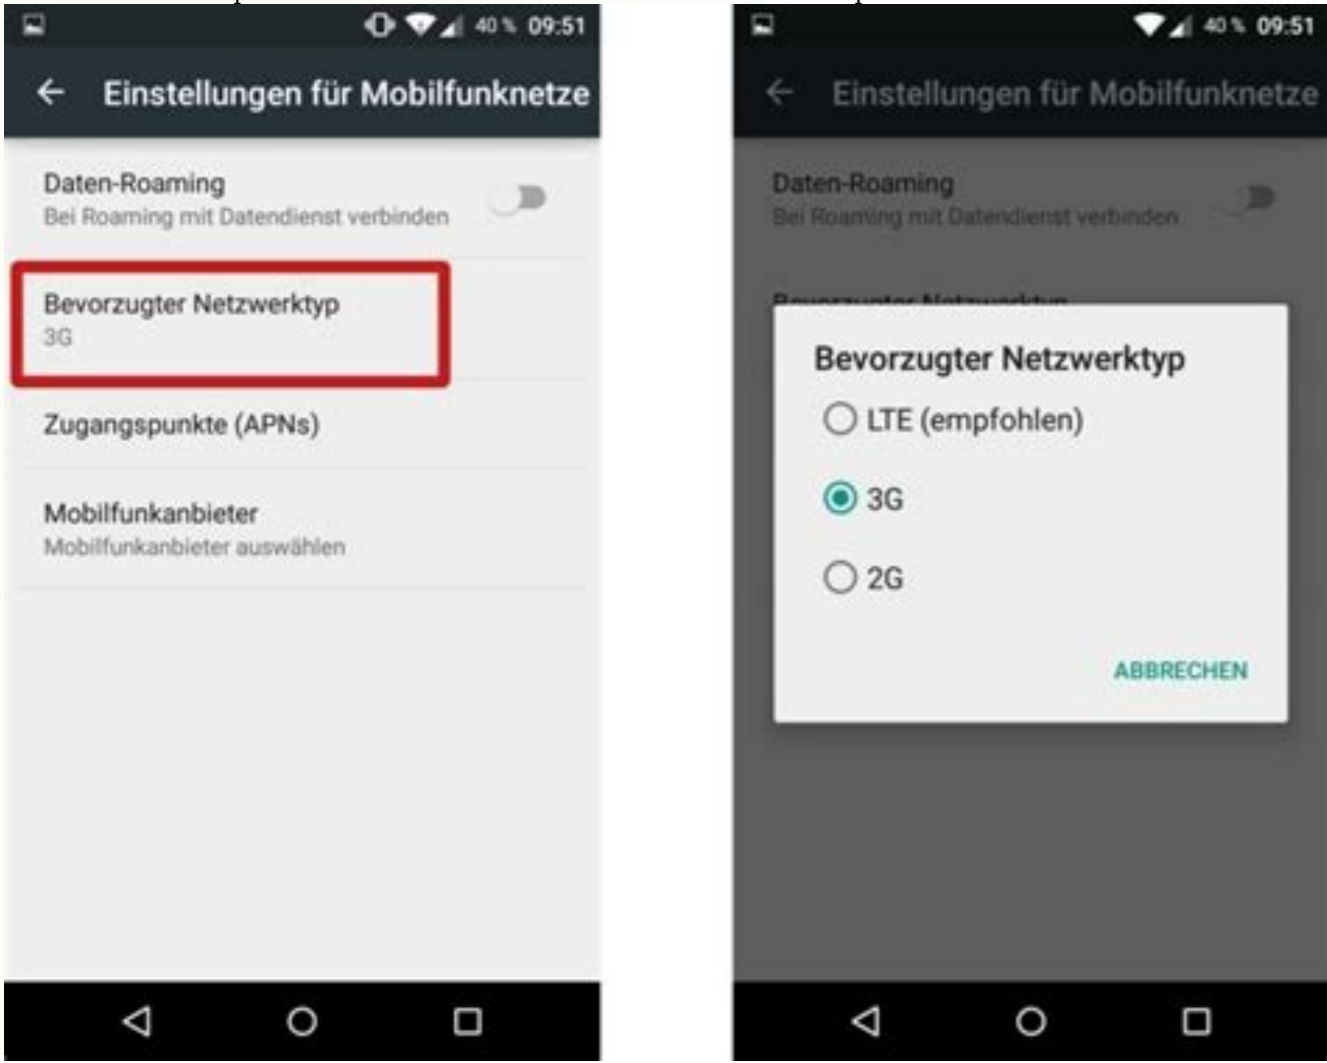 40 % 09:51
Einstellungen für Mobilfunknetze
Daten-Roaming
Bei Roaming mit Datendienst verbinden
Bevorzugter Netzwerktyp
3G
Zugangspunkte (APNs)
Mobilfunkanbieter
Mobilfunkanbieter auswählen
40 % 09:51
Einstellungen für Mobilfunknetze
Daten-Roaming
Bei Roaming mit Datendienst verbinden
Bevorzugter Netzwerktyp
Bevorzugter Netzwerktyp
LTE (empfohlen)
3G
2G
ABBRECHEN